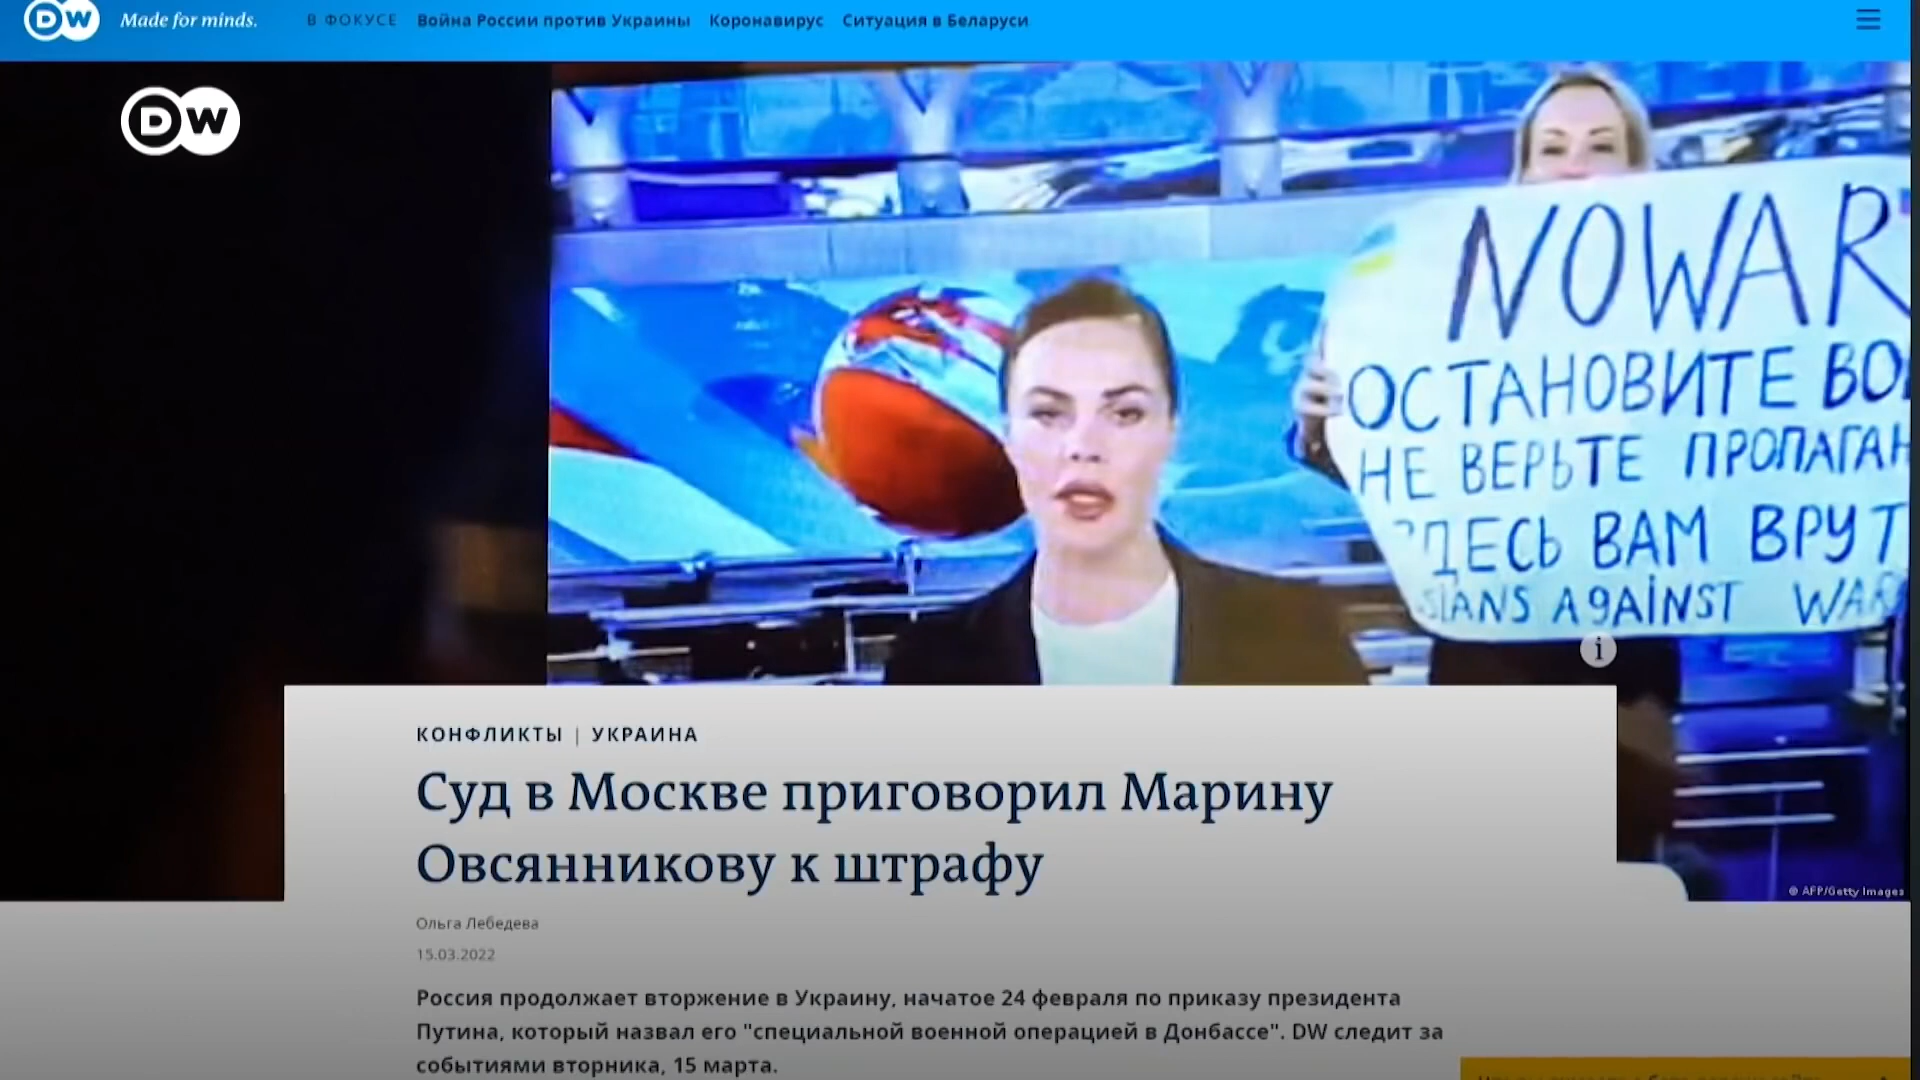 DW Made for minds. В ФОКУСЕ Война России против Украины Коронавирус Ситуация в Беларуси
DW
NO WAR
ОСТАНОВИТЕ ВО
НЕ ВЕРЬТЕ ПРОПАГАН
ЗДЕСЬ ВАМ ВРУТ
SIANS AGAINST WAR
i
© AFP/Getty Images
КОНФЛИКТЫ | УКРАИНА
Суд в Москве приговорил Марину
Овсянникову к штрафу
Ольга Лебедева
15.03.2022
Россия продолжает вторжение в Украину, начатое 24 февраля по приказу президента
Путина, который назвал его "специальной военной операцией в Донбассе". DW следит за
событиями вторника, 15 марта.